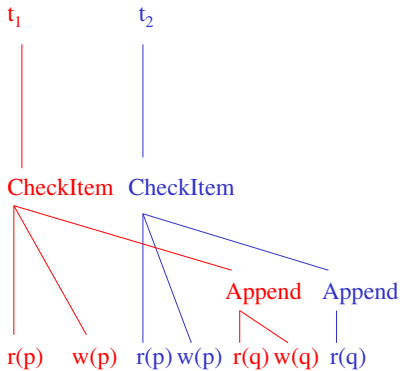 t₁ t₂
CheckItem CheckItem
Append Append
r(p) w(p) r(p) w(p) r(q) w(q) r(q)